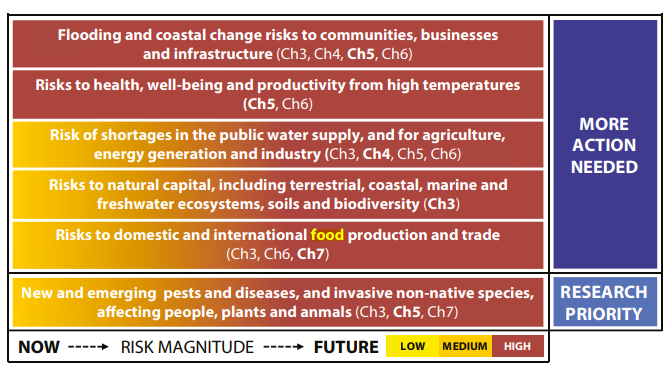 Flooding and coastal change risks to communities, businesses
and infrastructure (Ch3, Ch4, Ch5, Ch6)
Risks to health, well-being and productivity from high temperatures
(Ch5, Ch6)
Risk of shortages in the public water supply, and for agriculture,
energy generation and industry (Ch3, Ch4, Ch5, Ch6)
Risks to natural capital, including terrestrial, coastal, marine and
freshwater ecosystems, soils and biodiversity (Ch3)
Risks to domestic and international food production and trade
(Ch3, Ch6, Ch7)
MORE
ACTION
NEEDED
New and emerging pests and diseases, and invasive non-native species,
affecting people, plants and anmals (Ch3, Ch5, Ch7)
RESEARCH
PRIORITY
NOW RISK MAGNITUDE FUTURE LOW MEDIUM HIGH